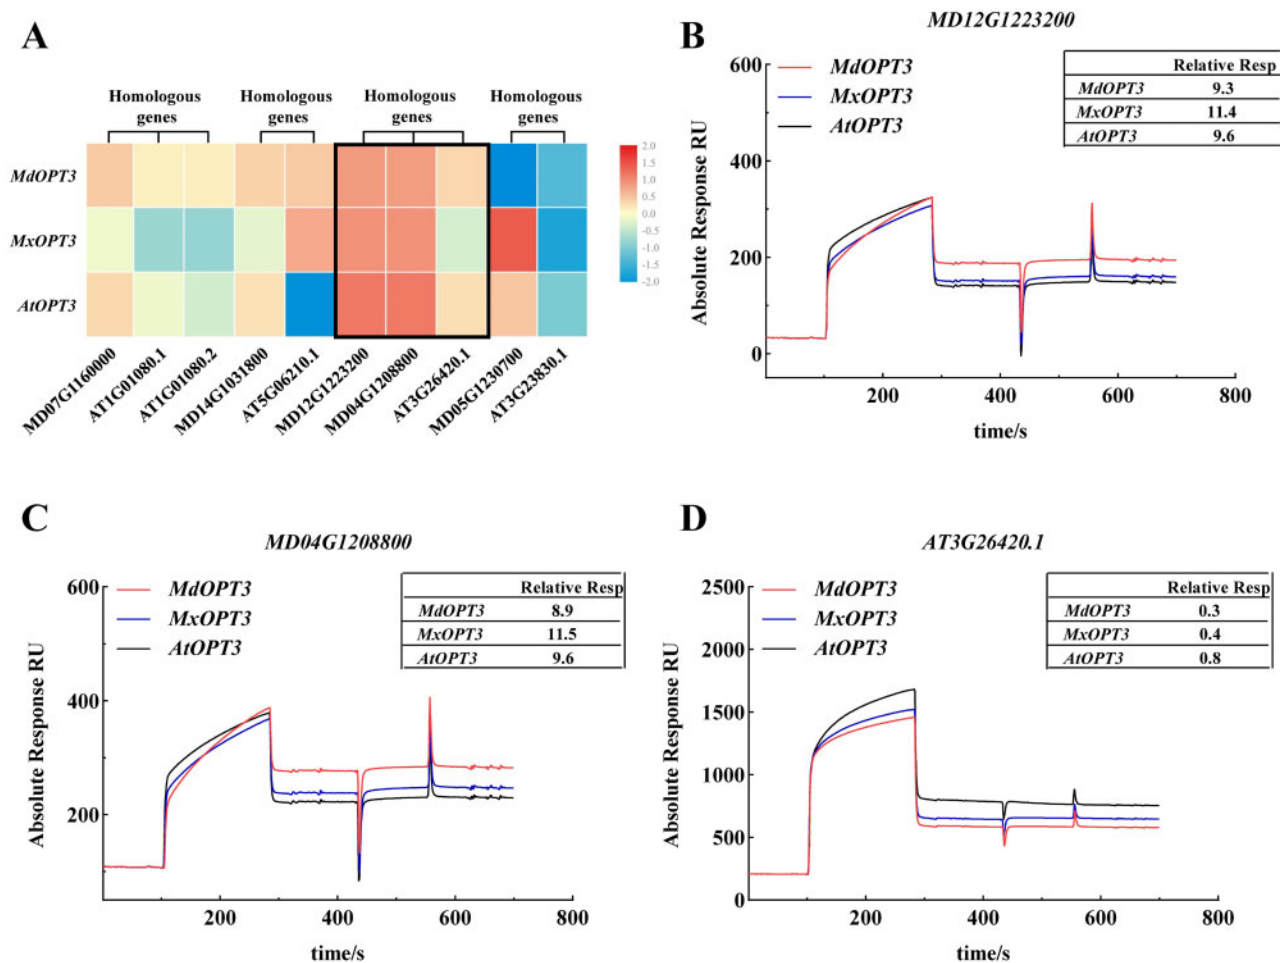 A
Homologous
genes
Homologous
genes
Homologous
genes
Homologous
genes
MdOPT3
MxOPT3
AtOPT3
2.0
1.5
1.0
0.5
0.0
-0.5
-1.0
-1.5
-2.0
MD07G1160000
AT1G01080.1
AT1G01080.2
MD14G1031800
AT5G06210.1
MD12G1223200
MD04G1208800
AT3G26420.1
MD05G1230700
AT3G23830.1
B
MD12G1223200
MdOPT3
MxOPT3
AtOPT3
Relative Resp
MdOPT3 9.3
MxOPT3 11.4
AtOPT3 9.6
Absolute Response RU
600
400
200
0
200 400 600 800
time/s
C
MD04G1208800
MdOPT3
MxOPT3
AtOPT3
Relative Resp
MdOPT3 8.9
MxOPT3 11.5
AtOPT3 9.6
Absolute Response RU
600
400
200
200 400 600 800
time/s
D
AT3G26420.1
MdOPT3
MxOPT3
AtOPT3
Relative Resp
MdOPT3 0.3
MxOPT3 0.4
AtOPT3 0.8
Absolute Response RU
2500
2000
1500
1000
500
0
200 400 600 800
time/s